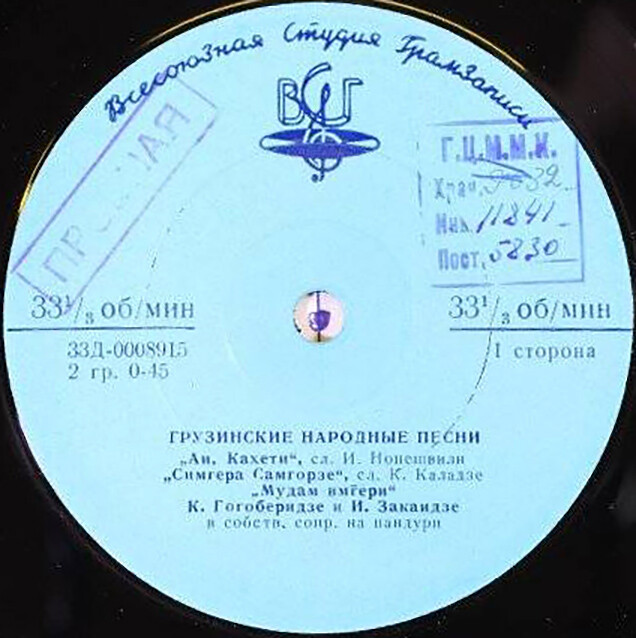 Всесоюзная Студия Грамзаписи
ВСГ
Г.Ц.М.М.К.
Хран.
Инв. 11841
Пост. 5830
33⅓ об/мин
33⅓ об/мин
33Д-0008915
2 гр. 0-45
1 сторона
ГРУЗИНСКИЕ НАРОДНЫЕ ПЕСНИ
„Аи, Кахети“, сл. И. Нонешвили
„Симгера Самгорзе“, сл. К. Каладзе
„Мудам вмгери“
К. Гогоберидзе и И. Закаидзе
в собств. сопр. на пандури